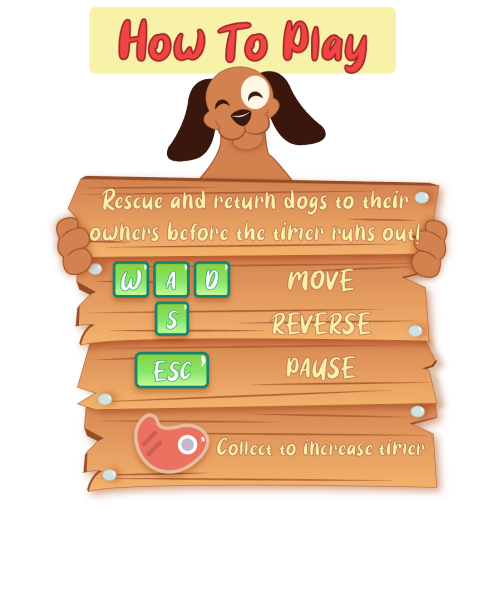 How To Play
Rescue and return dogs to their
owners before the timer runs out!
W A D MOVE
S REVERSE
ESC PAUSE
Collect to increase timer